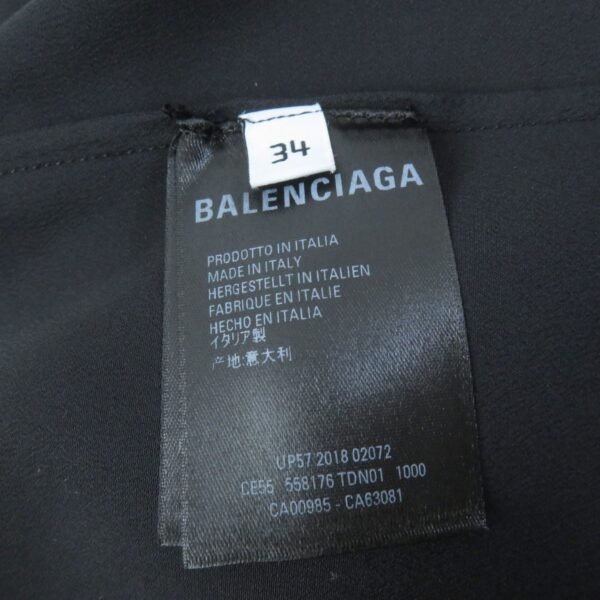 34
BALENCIAGA
PRODOTTO IN ITALIA
MADE IN ITALY
HERGESTELLT IN ITALIEN
FABRIQUE EN ITALIE
HECHO EN ITALIA
イタリア製
产地:意大利
UP57 2018 02072
CE55 558176 TDN01 1000
CA00985 - CA63081